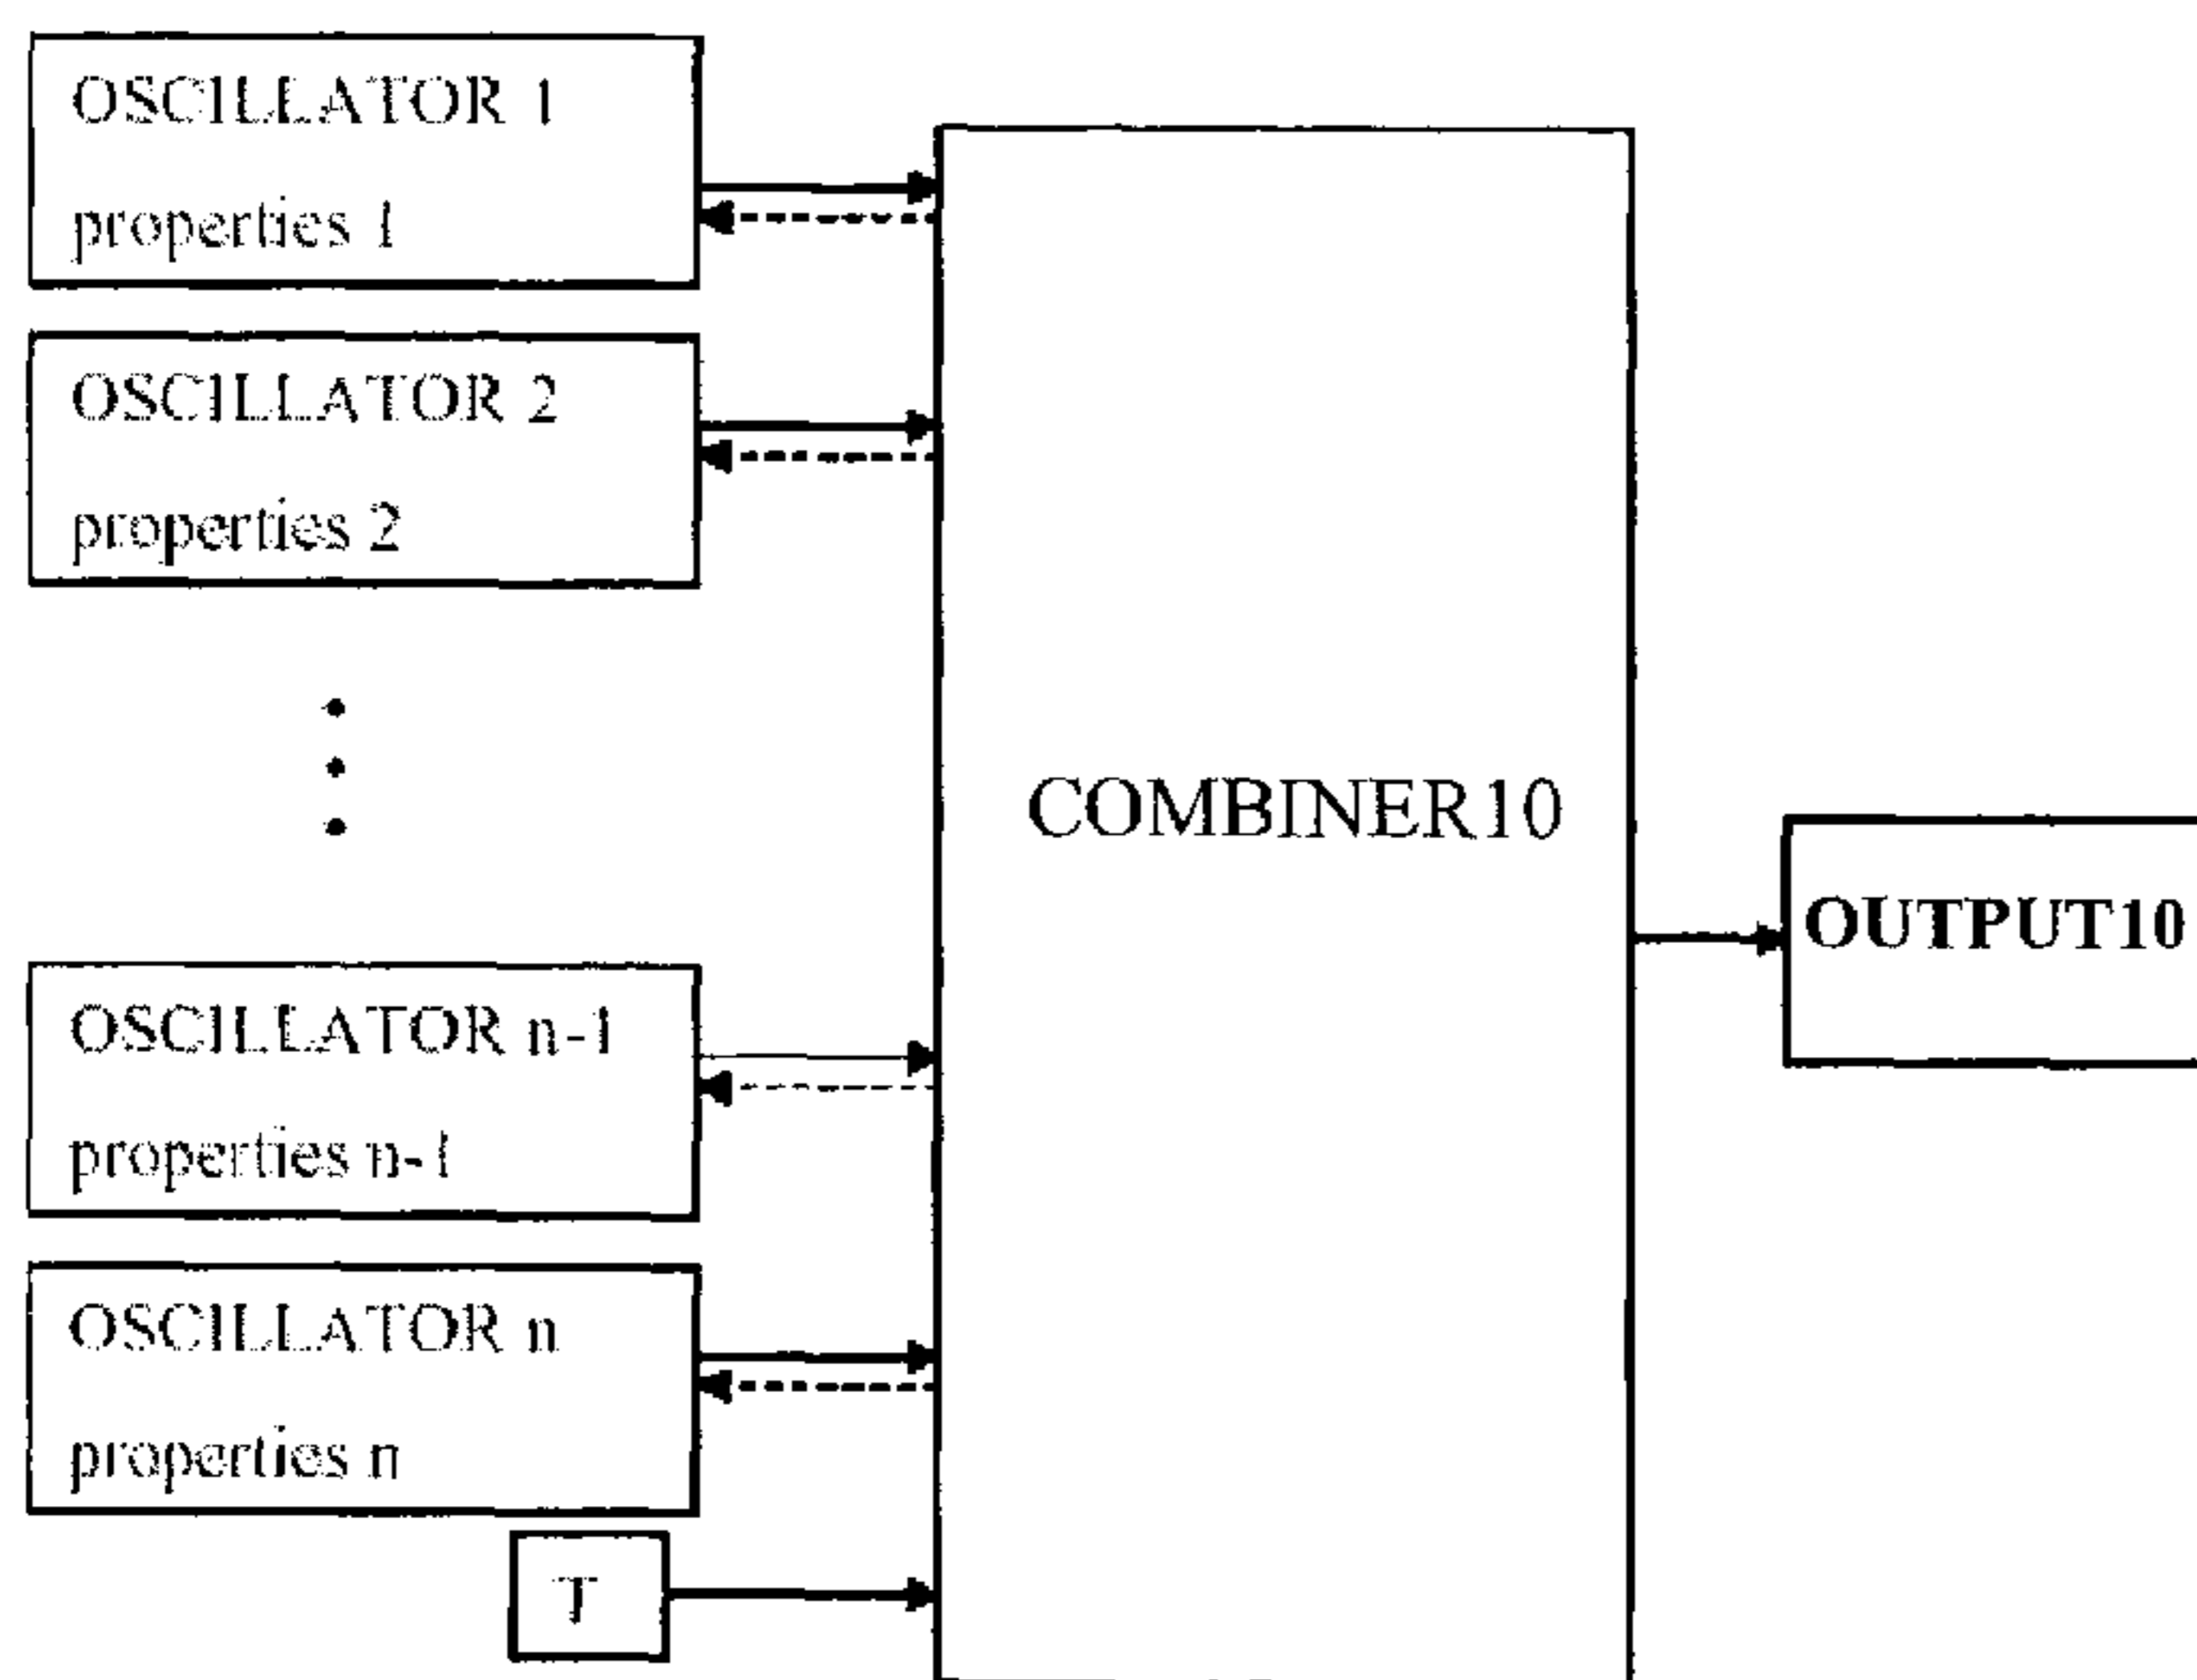 OSCILLATOR 1
properties 1
OSCILLATOR 2
properties 2
OSCILLATOR n-1
properties n-1
OSCILLATOR n
properties n
T
COMBINER10
OUTPUT10